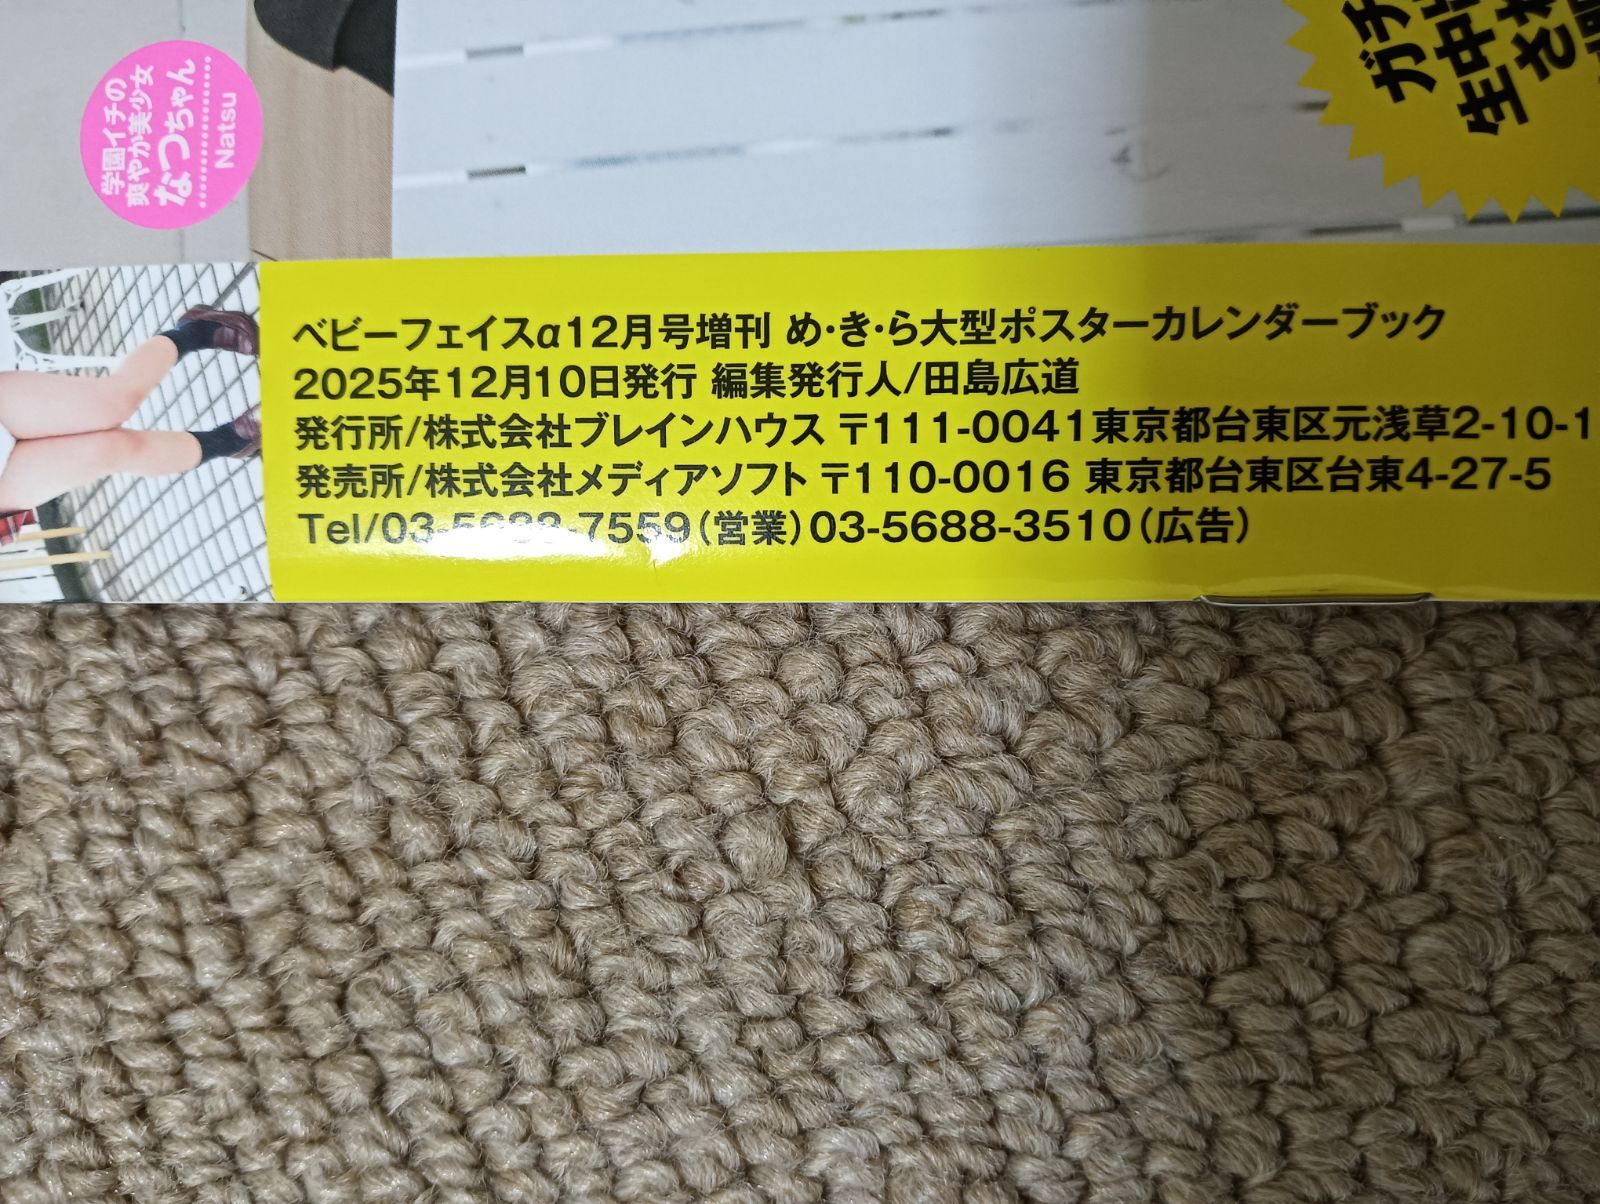 学園イチの
爽やか美少女
なつちゃん
Natsu
ガチ
生中
さ
ベビーフェイスα12月号増刊 め・き・ら大型ポスターカレンダーブック
2025年12月10日発行 編集発行人/田島広道
発行所/株式会社ブレインハウス 〒111-0041東京都台東区元浅草2-10-1
発売所/株式会社メディアソフト 〒110-0016 東京都台東区台東4-27-5
Tel/03-5688-7559(営業)03-5688-3510(広告)